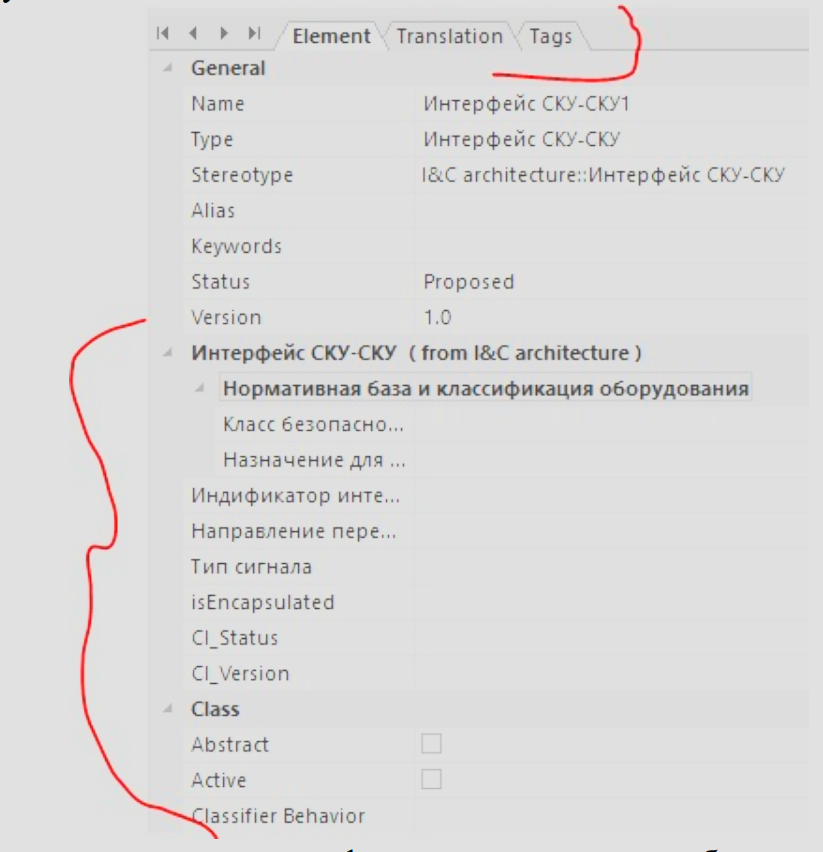 Element Translation Tags
General
Name Интерфейс СКУ-СКУ1
Type Интерфейс СКУ-СКУ
Stereotype I&C architecture::Интерфейс СКУ-СКУ
Alias
Keywords
Status Proposed
Version 1.0
Интерфейс СКУ-СКУ ( from I&C architecture )
Нормативная база и классификация оборудования
Класс безопасно...
Назначение для ...
Индификатор инте...
Направление пере...
Тип сигнала
isEncapsulated
CI_Status
CI_Version
Class
Abstract
Active
Classifier Behavior